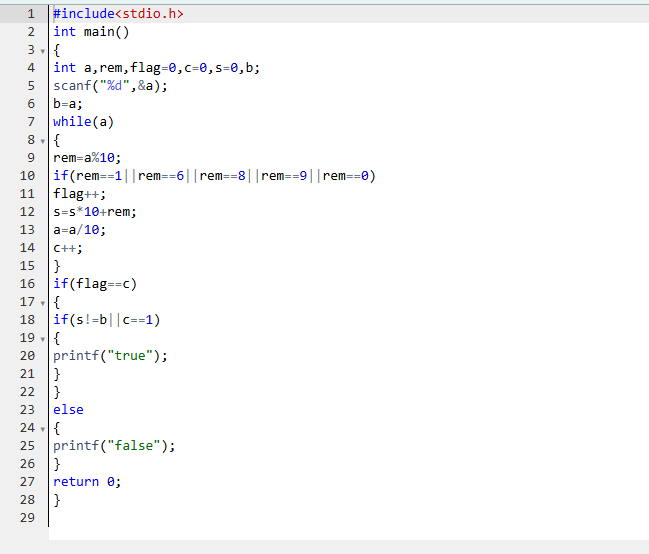 1 #include<stdio.h>
2 int main()
3 {
4 int a,rem,flag=0,c=0,s=0,b;
5 scanf("%d",&a);
6 b=a;
7 while(a)
8 {
9 rem=a%10;
10 if(rem==1||rem==6||rem==8||rem==9||rem==0)
11 flag++;
12 s=s*10+rem;
13 a=a/10;
14 c++;
15 }
16 if(flag==c)
17 {
18 if(s!=b||c==1)
19 {
20 printf("true");
21 }
22 }
23 else
24 {
25 printf("false");
26 }
27 return 0;
28 }
29